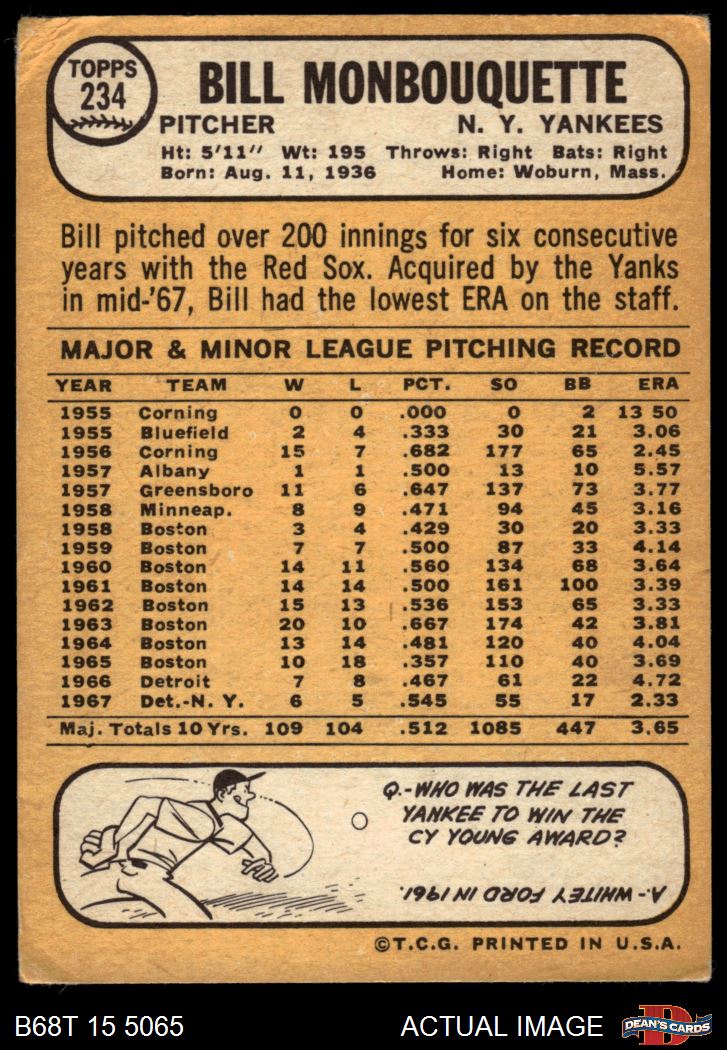 TOPPS
234
BILL MONBOUQUETTE
PITCHER N. Y. YANKEES
Ht: 5'11" Wt: 195 Throws: Right Bats: Right
Born: Aug. 11, 1936 Home: Woburn, Mass.
Bill pitched over 200 innings for six consecutive
years with the Red Sox. Acquired by the Yanks
in mid-'67, Bill had the lowest ERA on the staff.
MAJOR & MINOR LEAGUE PITCHING RECORD
YEAR TEAM W L PCT. SO BB ERA
1955 Corning 0 0 .000 0 2 13 50
1955 Bluefield 2 4 .333 30 21 3.06
1956 Corning 15 7 .682 177 65 2.45
1957 Albany 1 1 .500 13 10 5.57
1957 Greensboro 11 6 .647 137 73 3.77
1958 Minneap. 8 9 .471 94 45 3.16
1958 Boston 3 4 .429 30 20 3.33
1959 Boston 7 7 .500 87 33 4.14
1960 Boston 14 11 .560 134 68 3.64
1961 Boston 14 14 .500 161 100 3.39
1962 Boston 15 13 .536 153 65 3.33
1963 Boston 20 10 .667 174 42 3.81
1964 Boston 13 14 .481 120 40 4.04
1965 Boston 10 18 .357 110 40 3.69
1966 Detroit 7 8 .467 61 22 4.72
1967 Det.-N. Y. 6 5 .545 55 17 2.33
Maj. Totals 10 Yrs. 109 104 .512 1085 447 3.65
Q.-WHO WAS THE LAST
YANKEE TO WIN THE
CY YOUNG AWARD?
A.-WHITEY FORD IN 1961.
©T.C.G. PRINTED IN U.S.A.
B68T 15 5065 ACTUAL IMAGE
D
DEAN'S CARDS